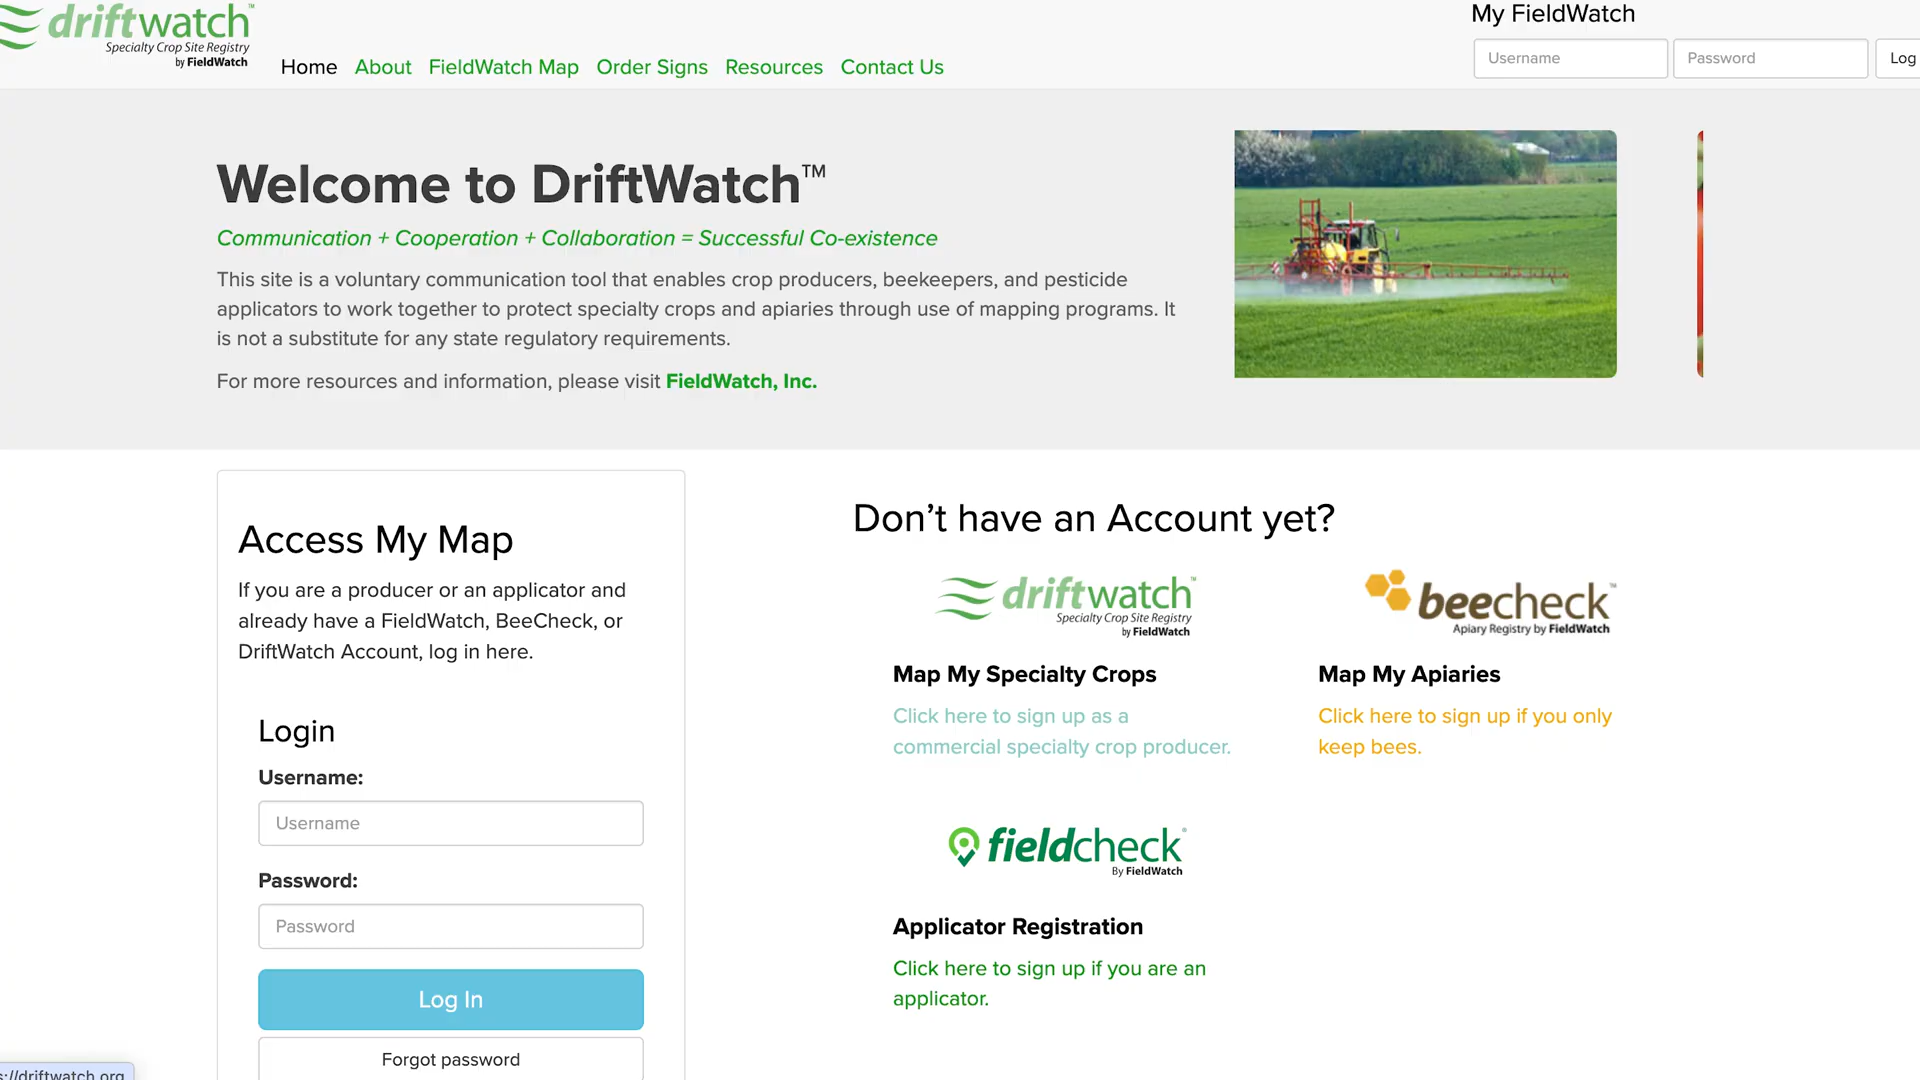 driftwatch™
Specialty Crop Site Registry
by FieldWatch
Home About FieldWatch Map Order Signs Resources Contact Us
My FieldWatch
Username Password Log
Welcome to DriftWatch™
Communication + Cooperation + Collaboration = Successful Co-existence
This site is a voluntary communication tool that enables crop producers, beekeepers, and pesticide
applicators to work together to protect specialty crops and apiaries through use of mapping programs. It
is not a substitute for any state regulatory requirements.
For more resources and information, please visit FieldWatch, Inc.
Access My Map
If you are a producer or an applicator and
already have a FieldWatch, BeeCheck, or
DriftWatch Account, log in here.
Login
Username:
Username
Password:
Password
Log In
Forgot password
Don’t have an Account yet?
driftwatch™
Specialty Crop Site Registry
by FieldWatch
Map My Specialty Crops
Click here to sign up as a
commercial specialty crop producer.
beecheck™
Apiary Registry by FieldWatch
Map My Apiaries
Click here to sign up if you only
keep bees.
fieldcheck
By FieldWatch
Applicator Registration
Click here to sign up if you are an
applicator.
s://driftwatch.org